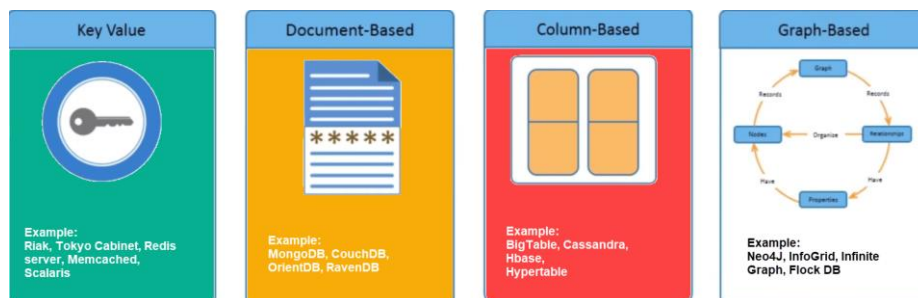 Key Value
Example:
Riak, Tokyo Cabinet, Redis
server, Memcached,
Scalaris
Document-Based
*****
Example:
MongoDB, CouchDB,
OrientDB, RavenDB
Column-Based
Example:
BigTable, Cassandra,
Hbase,
Hypertable
Graph-Based
Graph
Records
Records
Nodes
Organize
Relationships
Have
Have
Properties
Example:
Neo4J, InfoGrid, Infinite
Graph, Flock DB